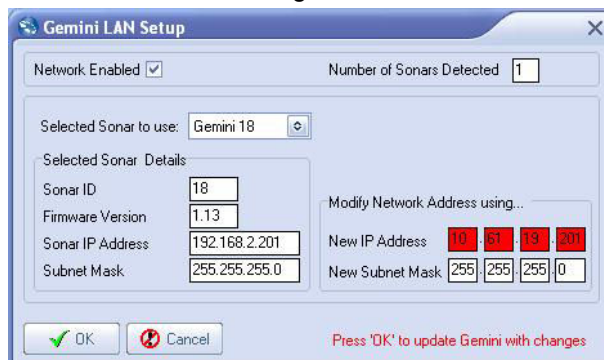 Gemini LAN Setup
Network Enabled
Number of Sonars Detected 1
Selected Sonar to use: Gemini 18
Selected Sonar Details
Sonar ID 18
Firmware Version 1.13
Sonar IP Address 192.168.2.201
Subnet Mask 255.255.255.0
Modify Network Address using...
New IP Address 10 . 61 . 19 . 201
New Subnet Mask 255 . 255 . 255 . 0
OK
Cancel
Press 'OK' to update Gemini with changes